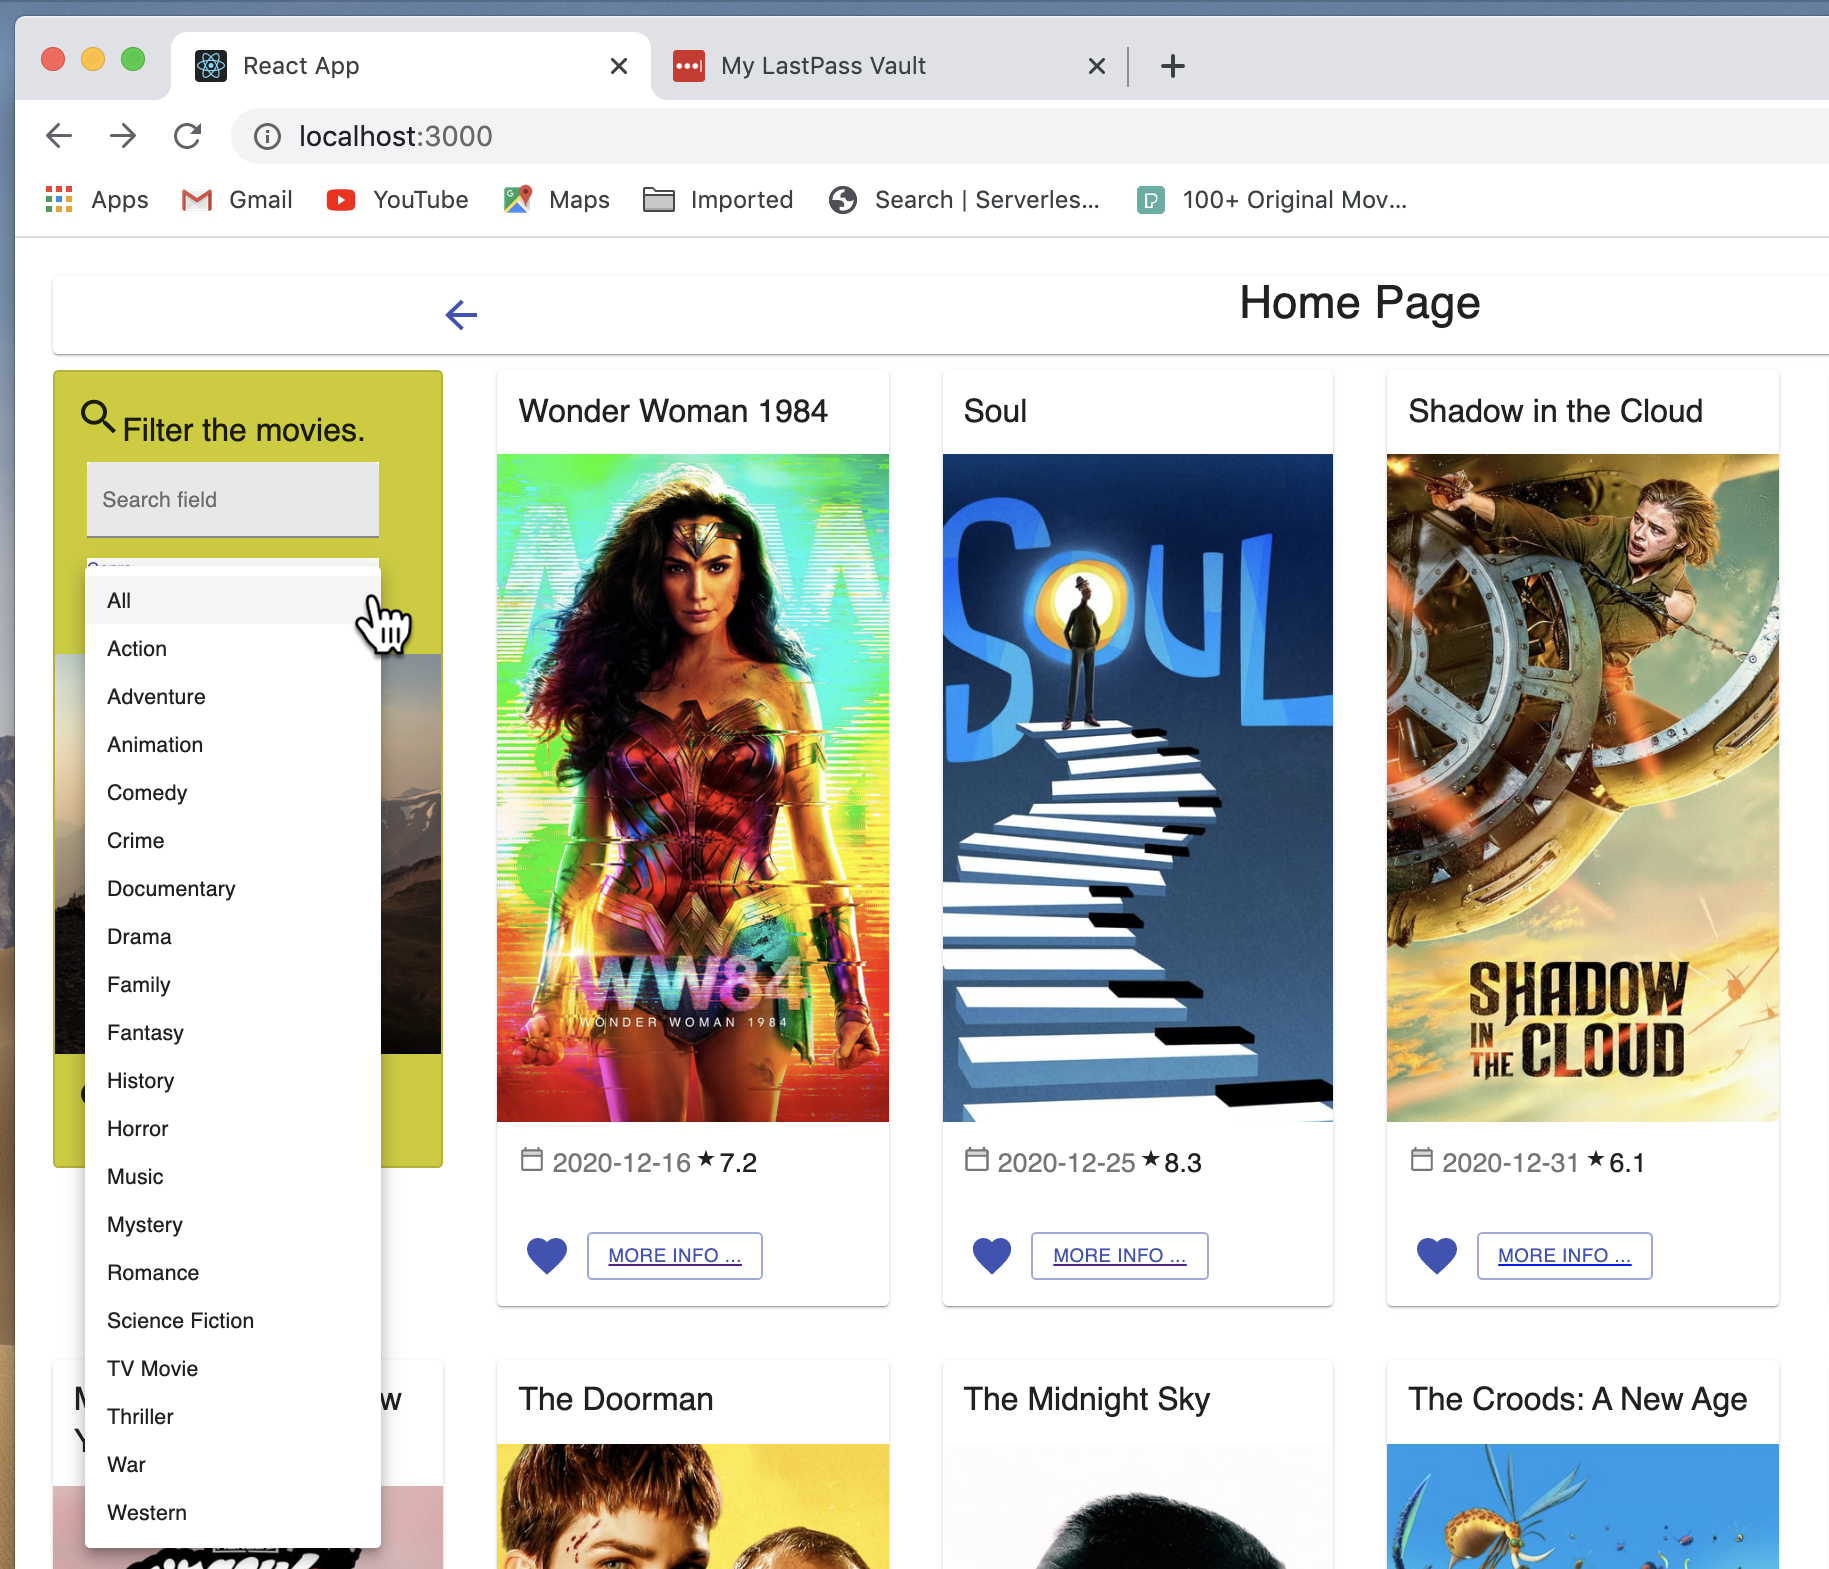 React App
My LastPass Vault
localhost:3000
Apps
Gmail
YouTube
Maps
Imported
Search | Serverles...
100+ Original Mov...
Home Page
Filter the movies.
Search field
Genre
All
Action
Adventure
Animation
Comedy
Crime
Documentary
Drama
Family
Fantasy
History
Horror
Music
Mystery
Romance
Science Fiction
TV Movie
Thriller
War
Western
Wonder Woman 1984
WW84
WONDER WOMAN 1984
2020-12-16 ★ 7.2
MORE INFO ...
Soul
SOUL
2020-12-25 ★ 8.3
MORE INFO ...
Shadow in the Cloud
SHADOW
IN THE CLOUD
2020-12-31 ★ 6.1
MORE INFO ...
The Doorman
The Midnight Sky
The Croods: A New Age